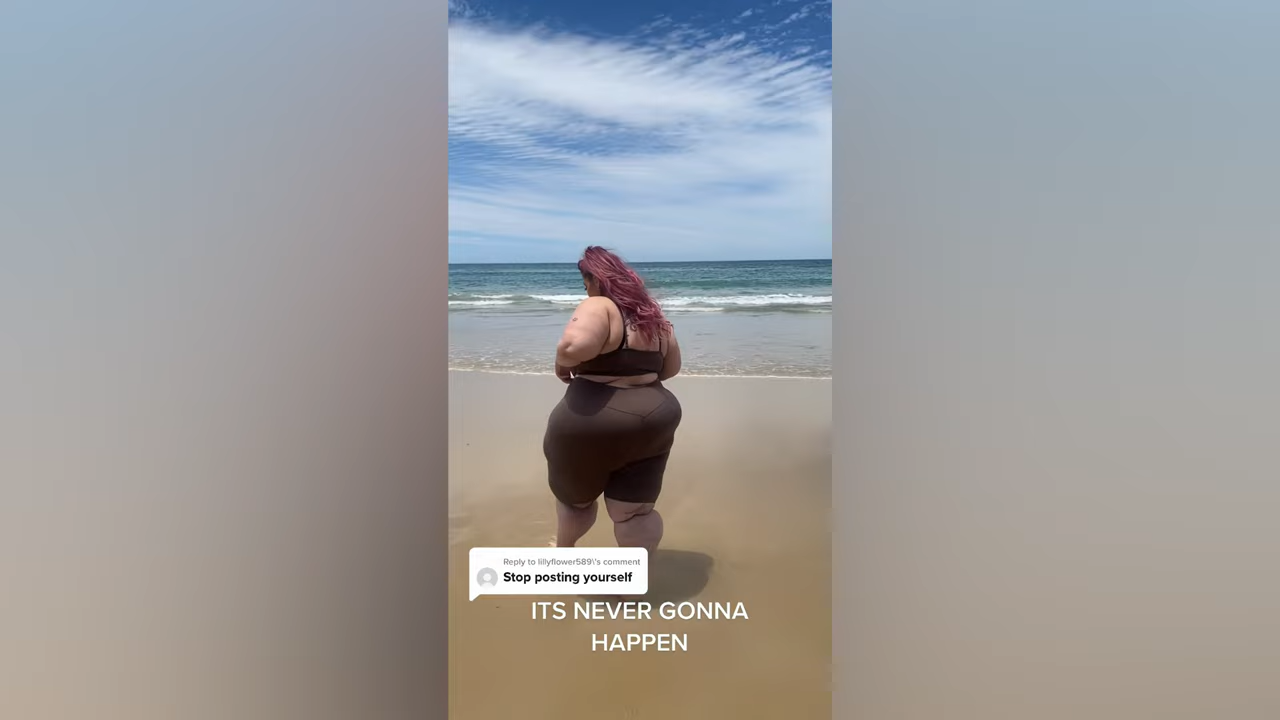 Reply to lillyflower589\'s comment
Stop posting yourself
ITS NEVER GONNA
HAPPEN